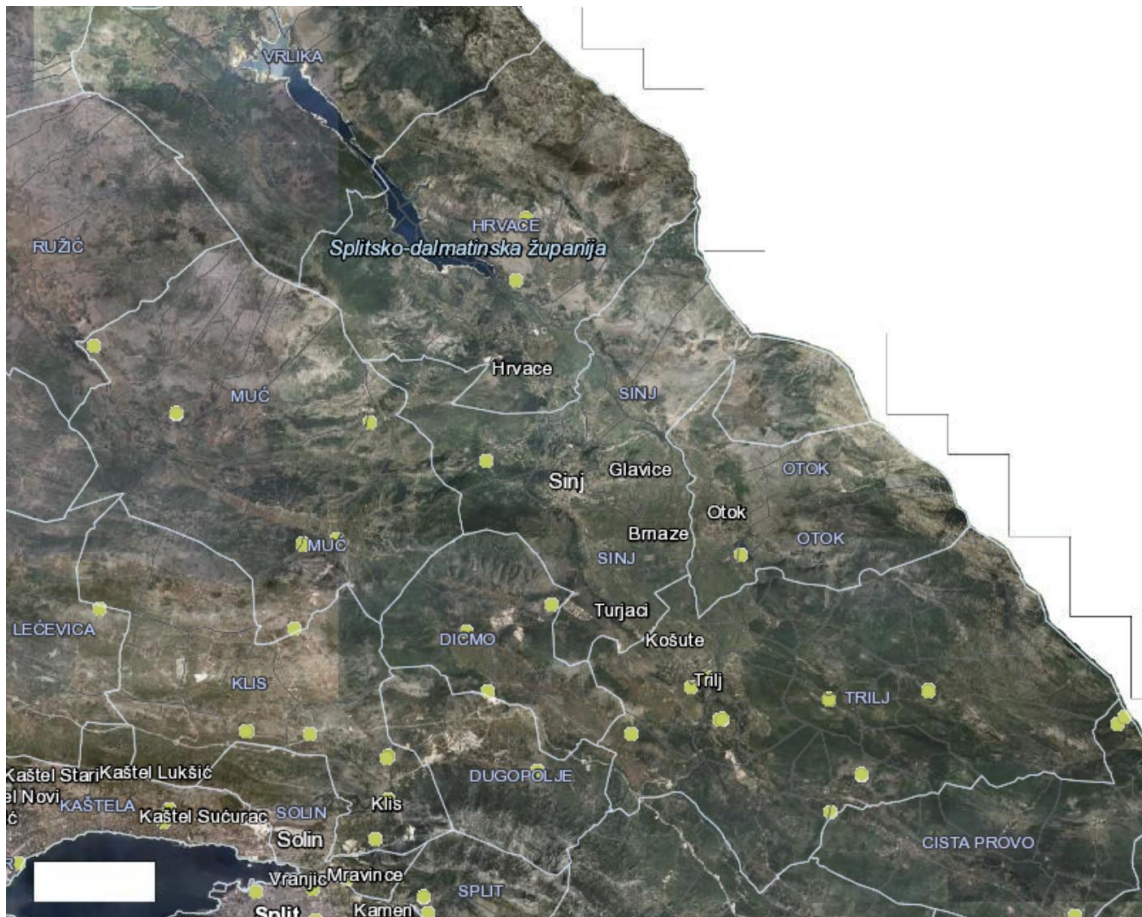 VRLIKA
HRVACE
RUŽIĆ
Splitsko-dalmatinska županija
Hrvace
MUĆ
SINJ
Glavice
OTOK
Sinj
Otok
Brnaze
OTOK
MUĆ
SINJ
Turjaci
LEĆEVICA
DICMO
Košute
KLIS
Trilj
TRILJ
Kaštel Stari Kaštel Lukšić
DUGOPOLJE
el Novi
KAŠTELA
Klis
ć
Kaštel Sućurac
SOLIN
Solin
CISTA PROVO
R
Vranjic
Mravince
SPLIT
Split
Kamen